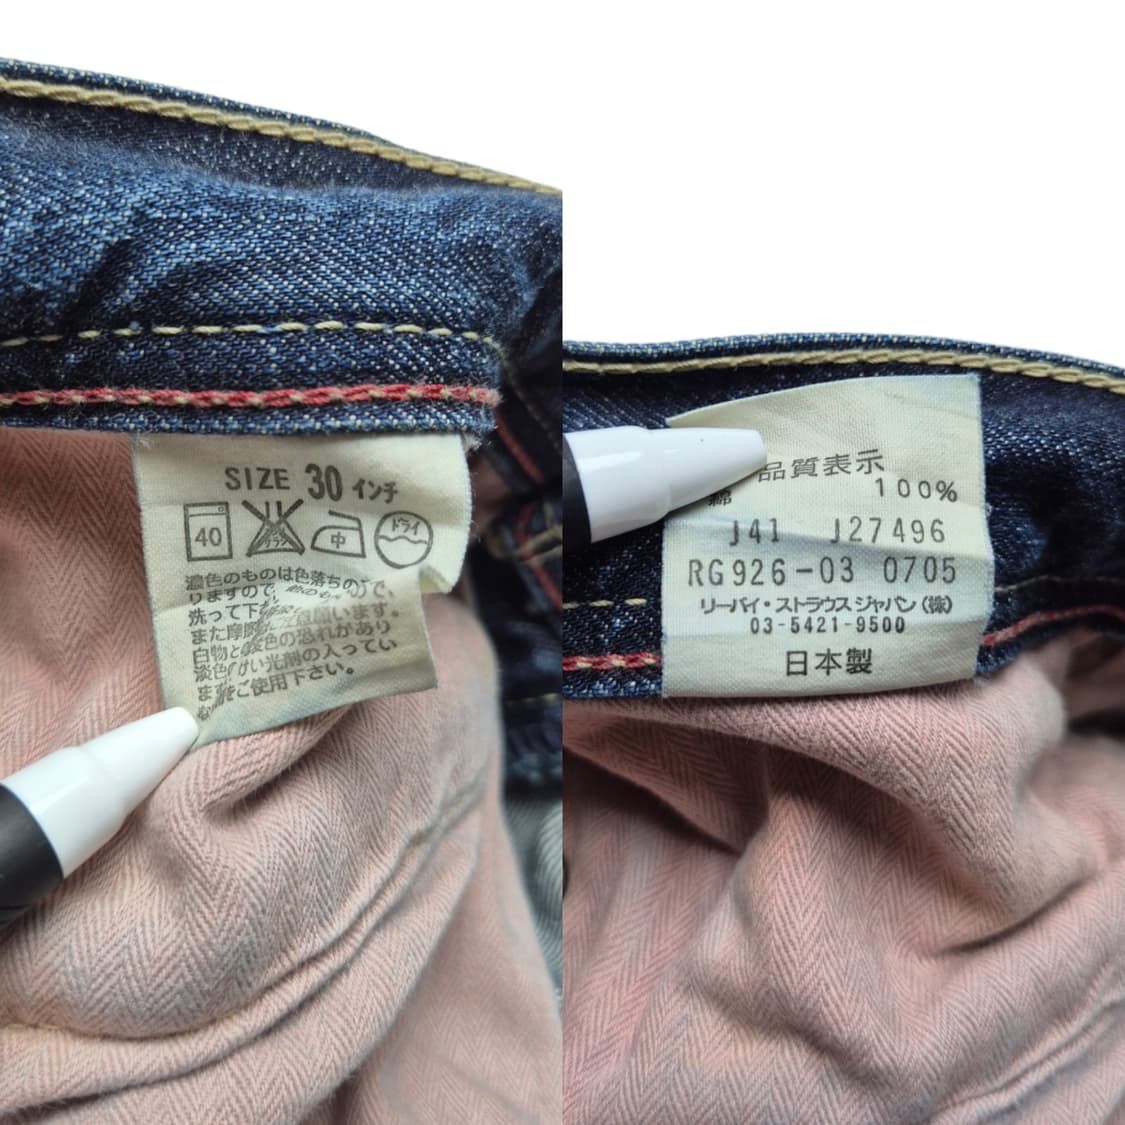 SIZE 30 インチ
40
中
ドライ
濃色のものは色落ちの
りますので、
洗って下
また摩 の恐れがあり
白物と
淡色 い光剤の入ってい
をご使用下さい。
品質表示
綿 100%
J41 J27496
RG926-03 0705
リーバイ・ストラウスジャパン(株)
03-5421-9500
日本製